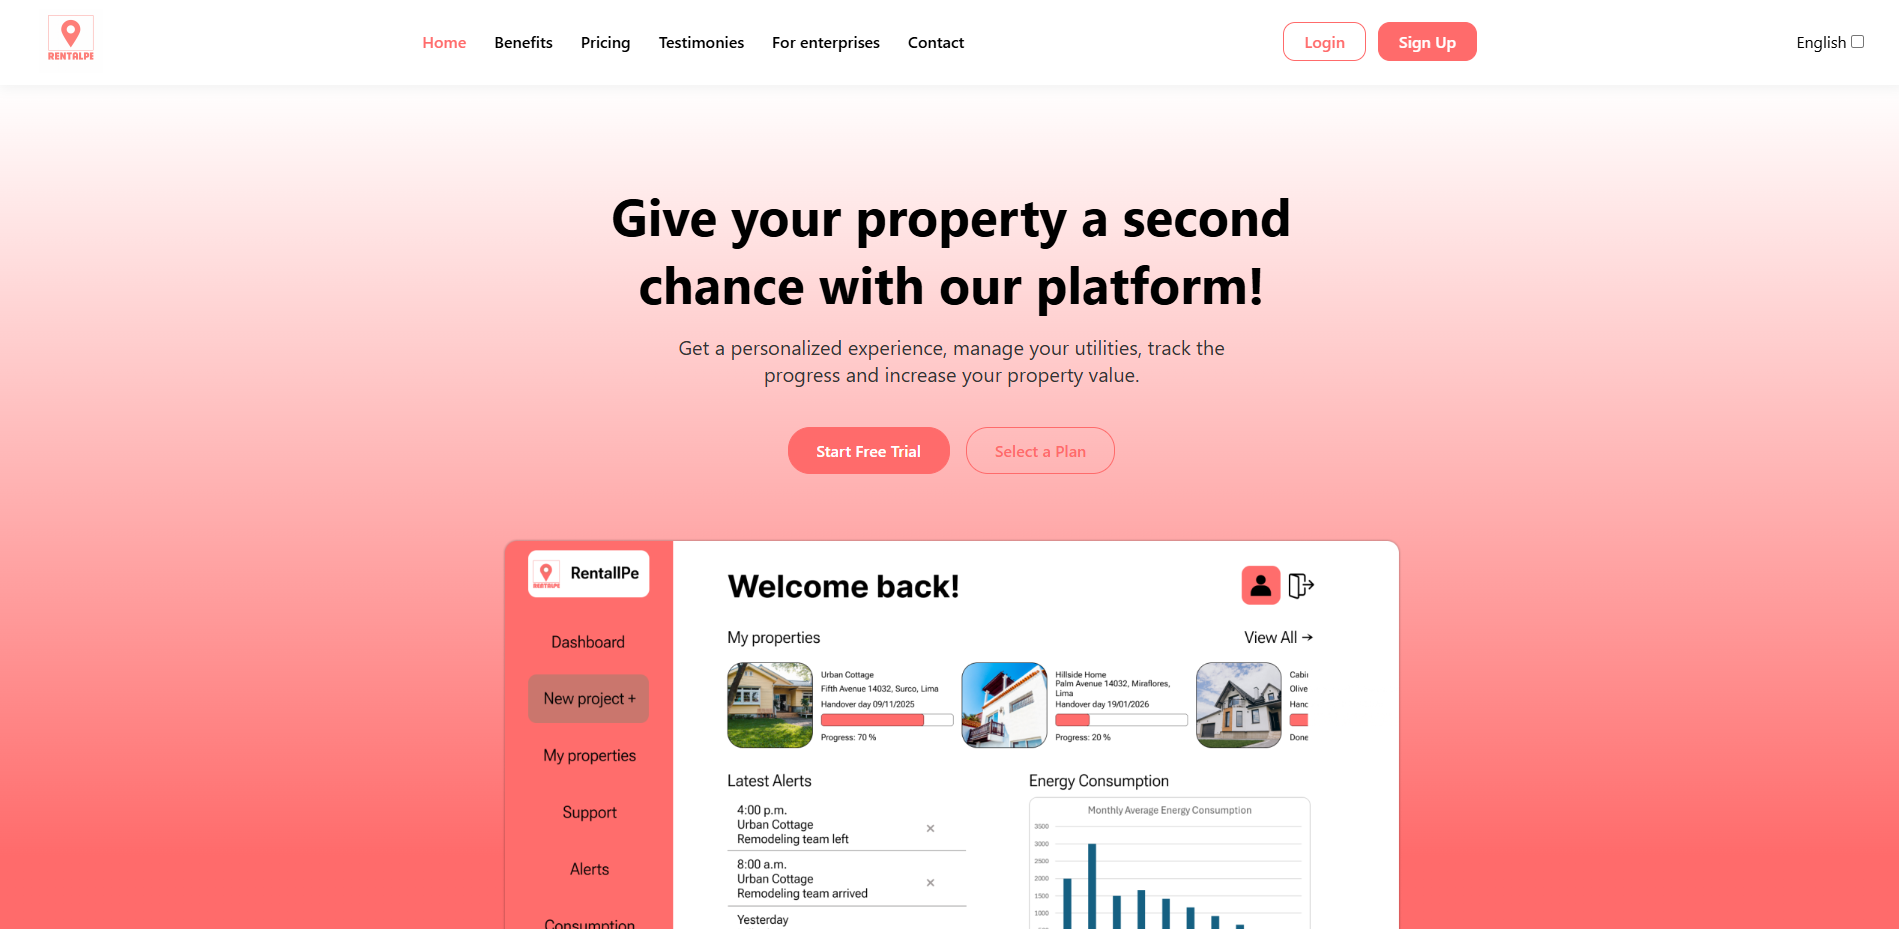 RENTALPE
Home
Benefits
Pricing
Testimonies
For enterprises
Contact
Login
Sign Up
English
Give your property a second
chance with our platform!
Get a personalized experience, manage your utilities, track the
progress and increase your property value.
Start Free Trial
Select a Plan
RENTALPE
RentallPe
Dashboard
New project +
My properties
Support
Alerts
Consumption
Welcome back!
My properties
View All →
Urban Cottage
Fifth Avenue 14032, Surco, Lima
Handover day 09/11/2025
Progress: 70 %
Hillside Home
Palm Avenue 14032, Miraflores,
Lima
Handover day 19/01/2026
Progress: 20 %
Cabi
Olive
Hand
Done
Latest Alerts
4:00 p.m.
Urban Cottage
Remodeling team left
8:00 a.m.
Urban Cottage
Remodeling team arrived
Yesterday
Energy Consumption
Monthly Average Energy Consumption
3500
3000
2500
2000
1500
1000